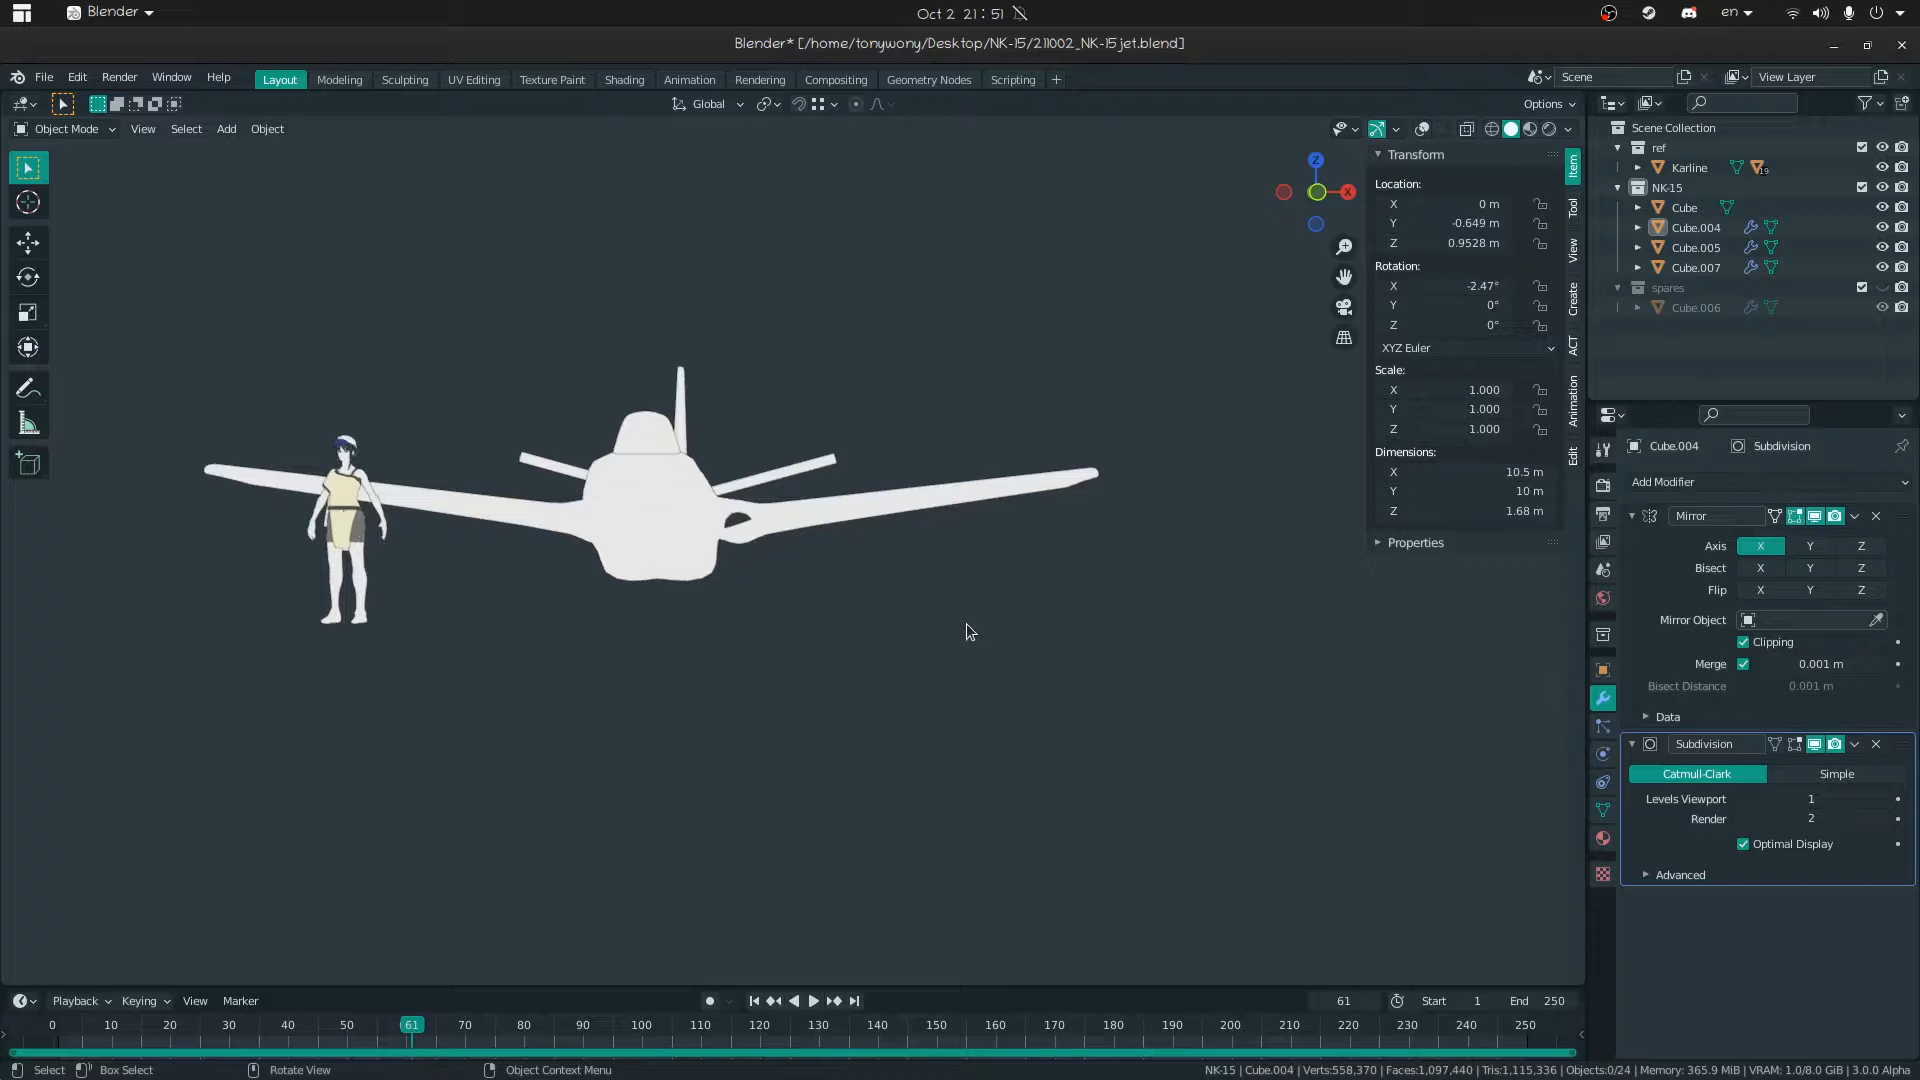 Blender
Oct 2 21:51
en
Blender* [/home/tonywony/Desktop/NK-15/211002_NK-15jet.blend]
File Edit Render Window Help
Layout Modeling Sculpting UV Editing Texture Paint Shading Animation Rendering Compositing Geometry Nodes Scripting +
Scene
View Layer
Global
Options
Object Mode View Select Add Object
Transform
Location:
X 0 m
Y -0.649 m
Z 0.9528 m
Rotation:
X -2.47°
Y 0°
Z 0°
XYZ Euler
Scale:
X 1.000
Y 1.000
Z 1.000
Dimensions:
X 10.5 m
Y 10 m
Z 1.68 m
Properties
Item
Tool
View
Create
ACT
Animation
Edit
Z
X
Scene Collection
ref
Karline 19
NK-15
Cube
Cube.004
Cube.005
Cube.007
spares
Cube.006
Cube.004 Subdivision
Add Modifier
Mirror
Axis X Y Z
Bisect X Y Z
Flip X Y Z
Mirror Object
Clipping
Merge 0.001 m
Bisect Distance 0.001 m
Data
Subdivision
Catmull-Clark Simple
Levels Viewport 1
Render 2
Optimal Display
Advanced
Playback Keying View Marker
61 Start 1 End 250
0 10 20 30 40 50 61 70 80 90 100 110 120 130 140 150 160 170 180 190 200 210 220 230 240 250
Select Box Select Rotate View Object Context Menu
NK-15 | Cube.004 | Verts:558,370 | Faces:1,097,440 | Tris:1,115,336 | Objects:0/24 | Memory: 365.9 MiB | VRAM: 1.0/8.0 GiB | 3.0.0 Alpha